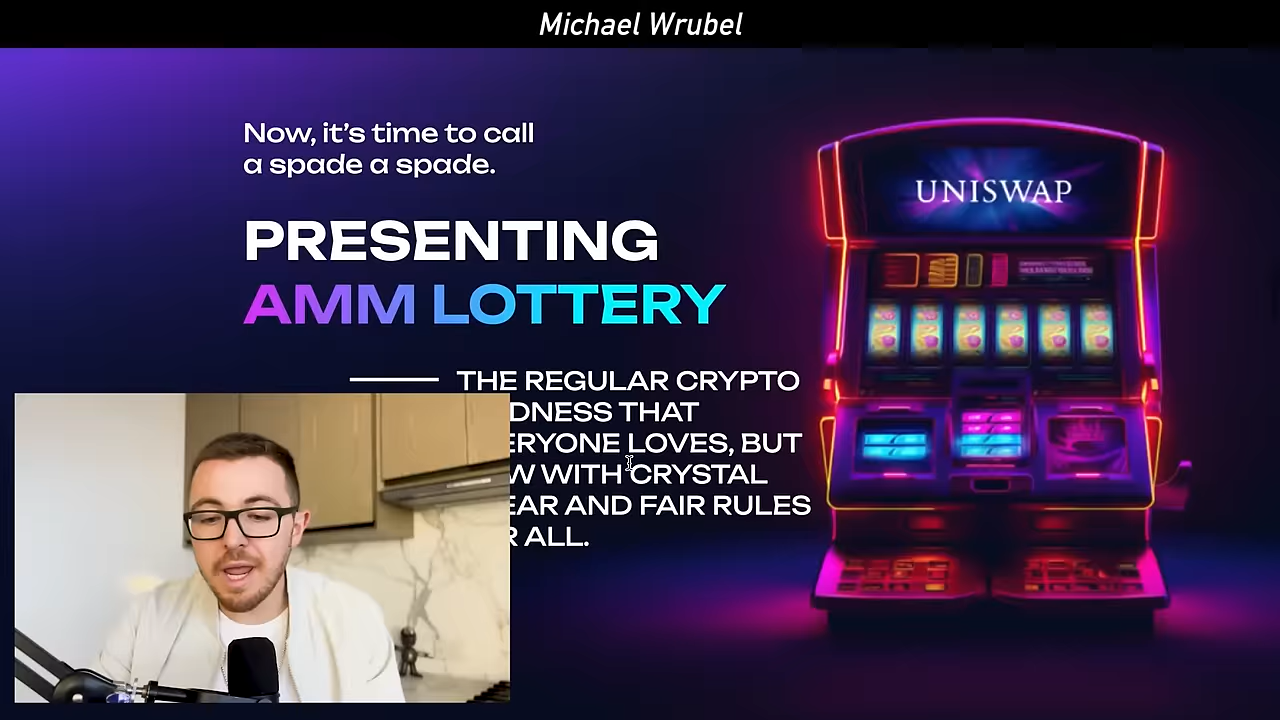 Michael Wrubel
Now, it's time to call
a spade a spade.
PRESENTING
AMM LOTTERY
THE REGULAR CRYPTO
DNESS THAT
ERYONE LOVES, BUT
W WITH CRYSTAL
EAR AND FAIR RULES
R ALL.
UNISWAP